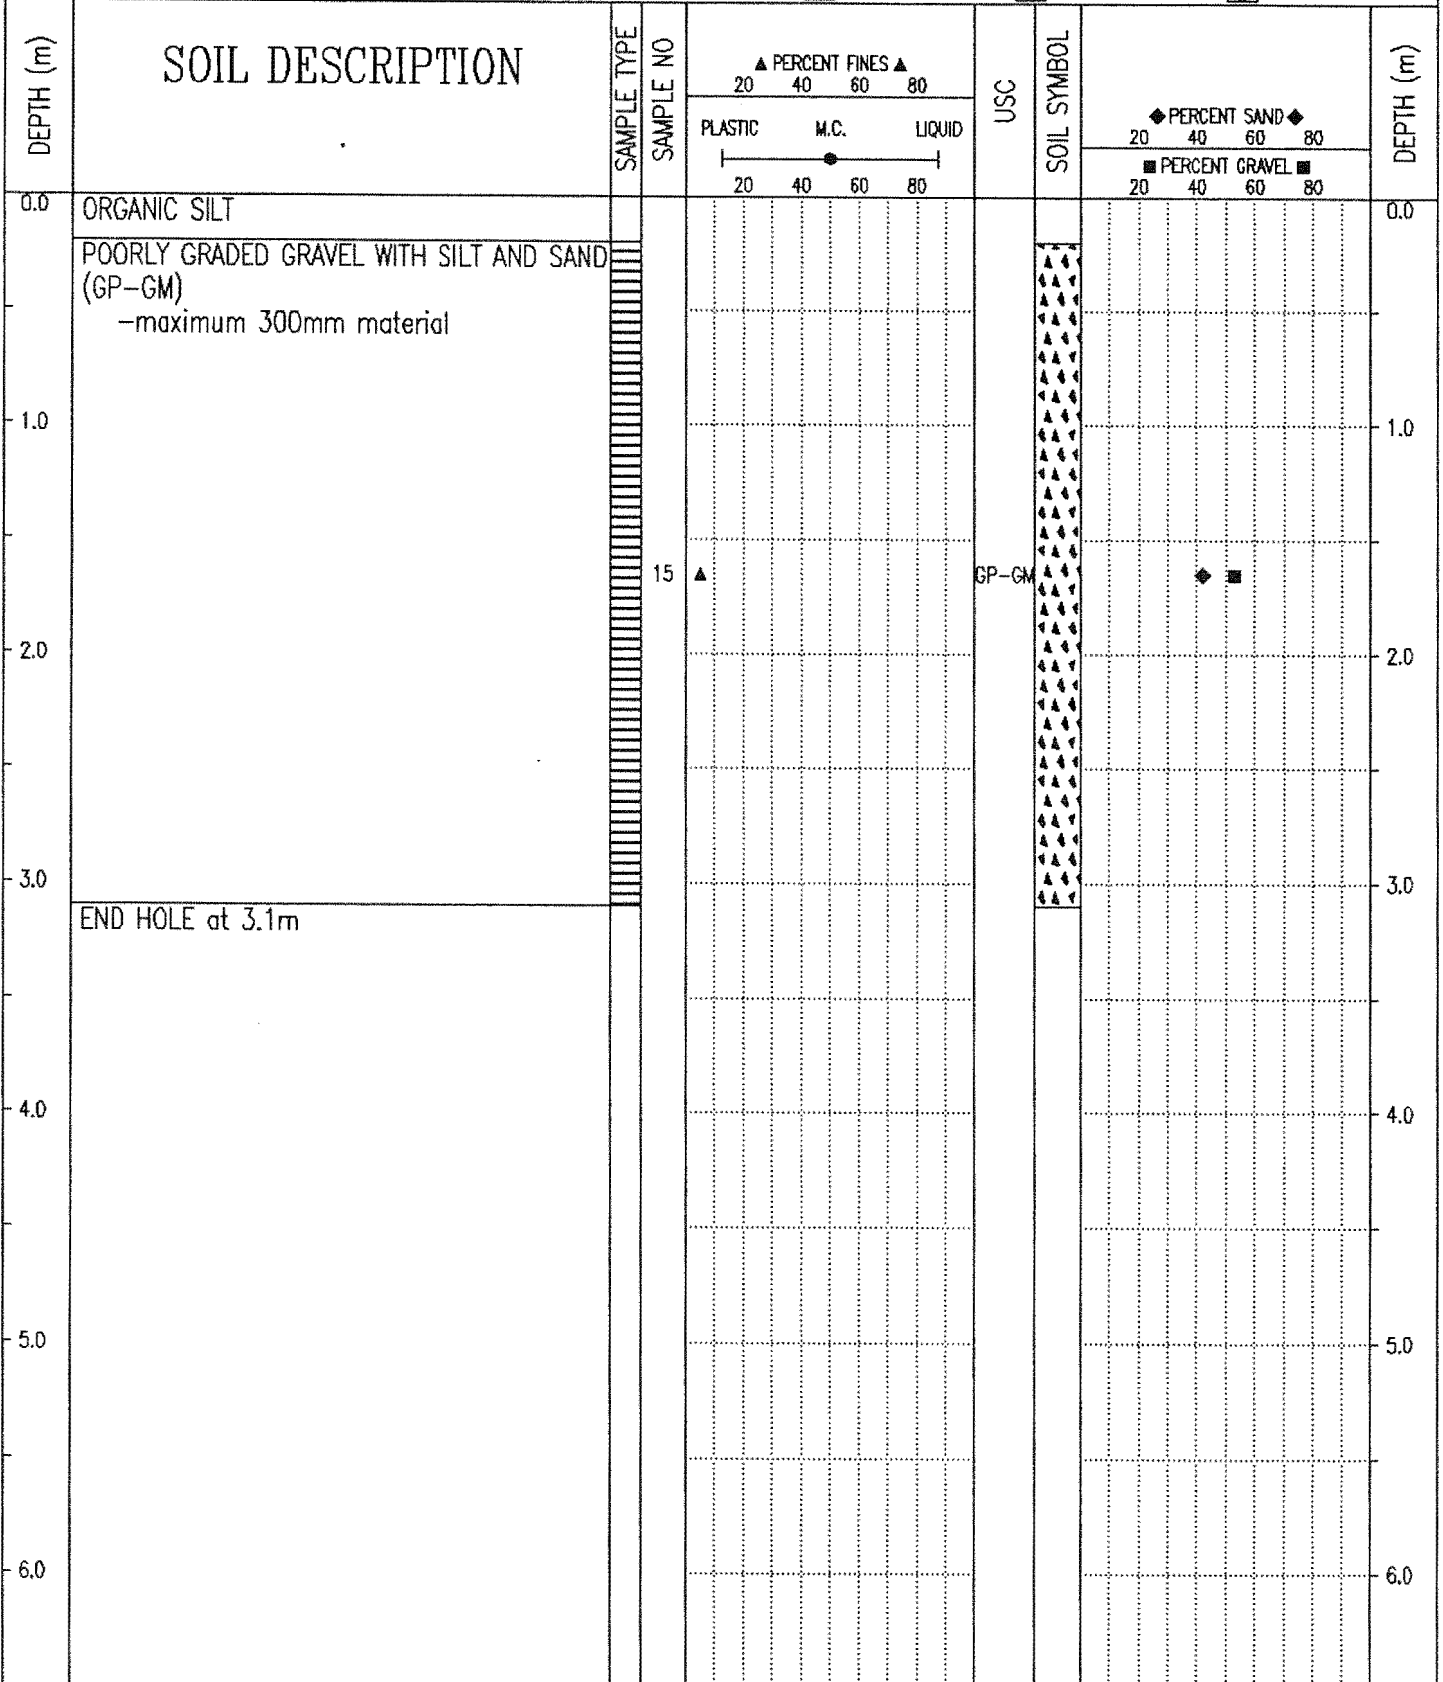 DEPTH (m)
SOIL DESCRIPTION
SAMPLE TYPE
SAMPLE NO
▲ PERCENT FINES ▲
20 40 60 80
PLASTIC M.C. LIQUID
20 40 60 80
USC
SOIL SYMBOL
◆ PERCENT SAND ◆
20 40 60 80
■ PERCENT GRAVEL ■
20 40 60 80
DEPTH (m)
0.0 ORGANIC SILT 0.0
POORLY GRADED GRAVEL WITH SILT AND SAND
(GP-GM)
-maximum 300mm material
1.0 1.0
15 GP-GM
2.0 2.0
3.0 3.0
END HOLE at 3.1m
4.0 4.0
5.0 5.0
6.0 6.0